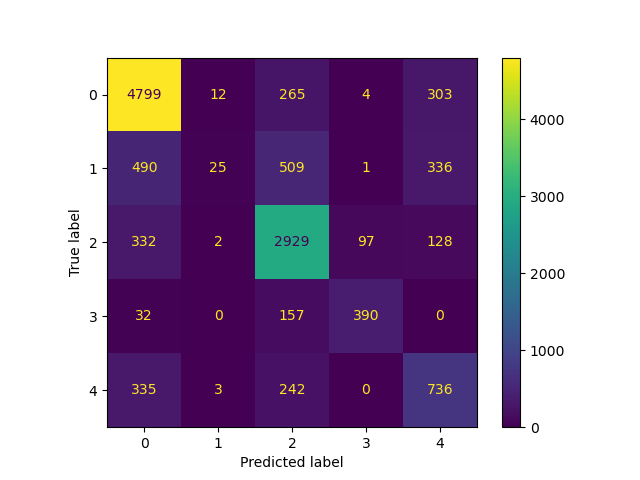 0 4799 12 265 4 303
1 490 25 509 1 336
2 332 2 2929 97 128
3 32 0 157 390 0
4 335 3 242 0 736
0 1 2 3 4
True label
Predicted label
4000
3000
2000
1000
0